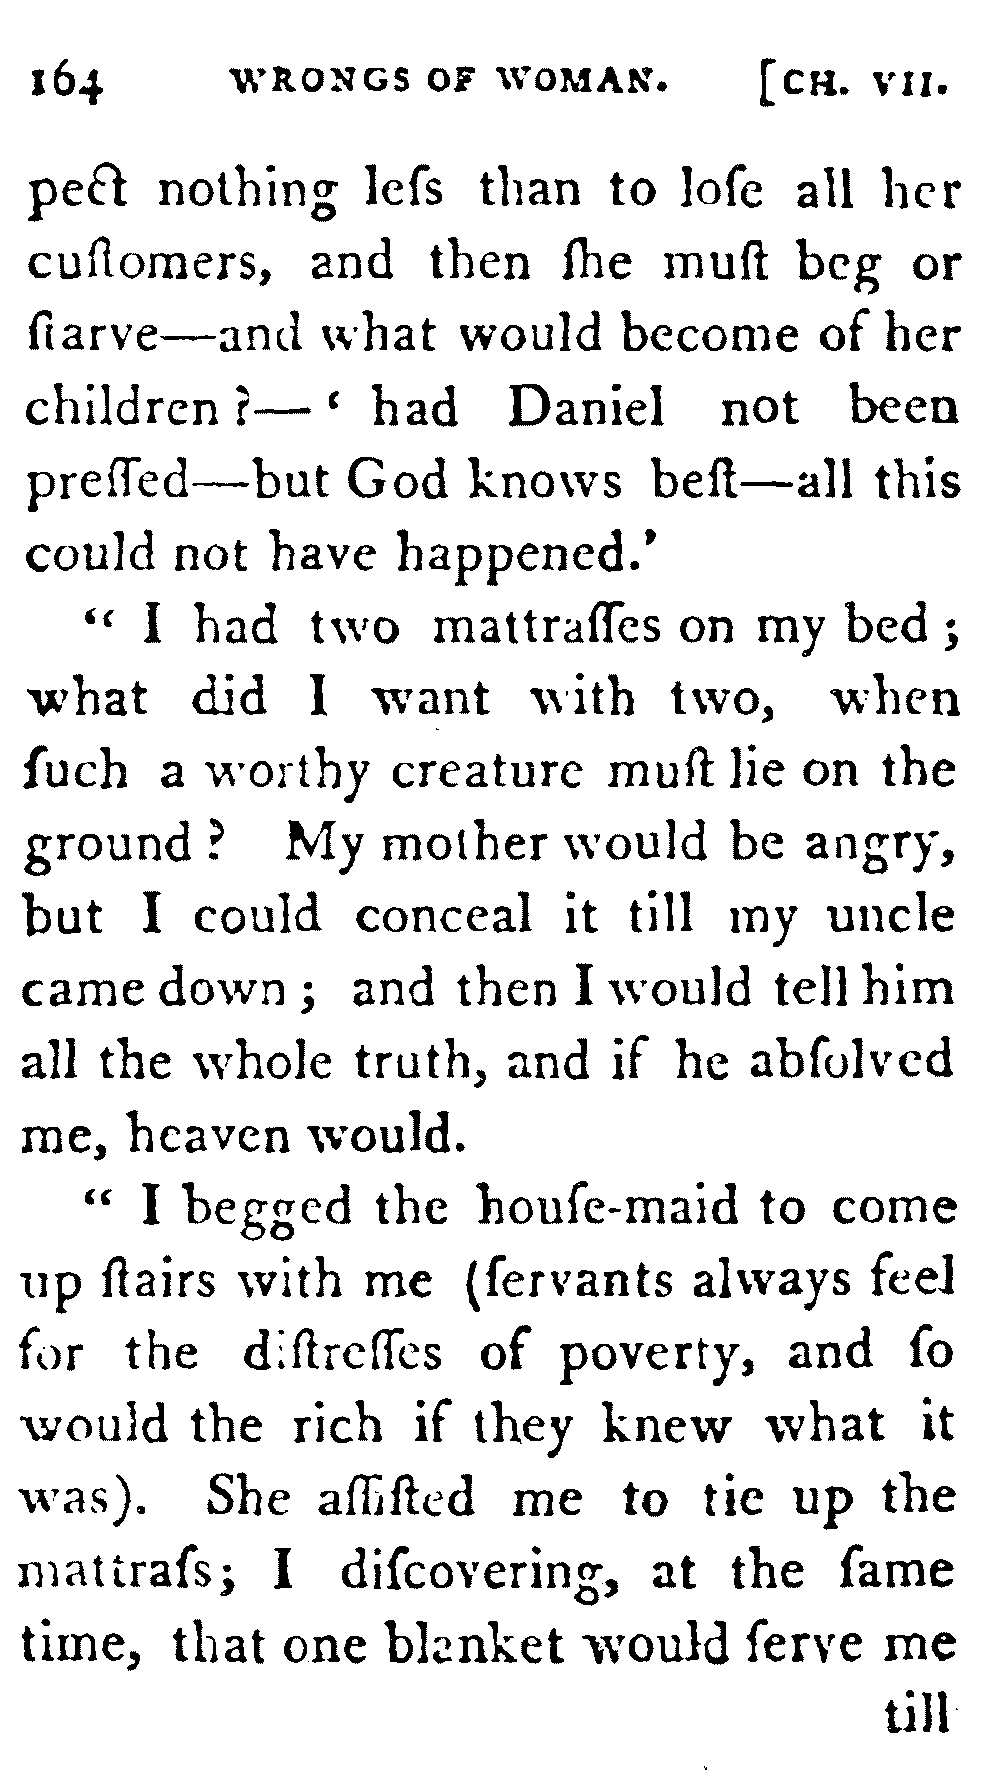 164 WRONGS OF WOMAN. [CH. VII.
pect nothing leſs than to loſe all her
cuſtomers, and then ſhe muſt beg or
ſtarve—and what would become of her
children ?—‘ had Daniel not been
preſſed—but God knows beſt—all this
could not have happened.’
“ I had two mattraſſes on my bed ;
what did I want with two, when
ſuch a worthy creature muſt lie on the
ground ? My mother would be angry,
but I could conceal it till my uncle
came down ; and then I would tell him
all the whole truth, and if he abſolved
me, heaven would.
“ I begged the houſe-maid to come
up ſtairs with me (ſervants always feel
for the diſtreſſes of poverty, and ſo
would the rich if they knew what it
was). She aſſiſted me to tie up the
mattraſs; I diſcovering, at the ſame
time, that one blanket would ſerve me
till